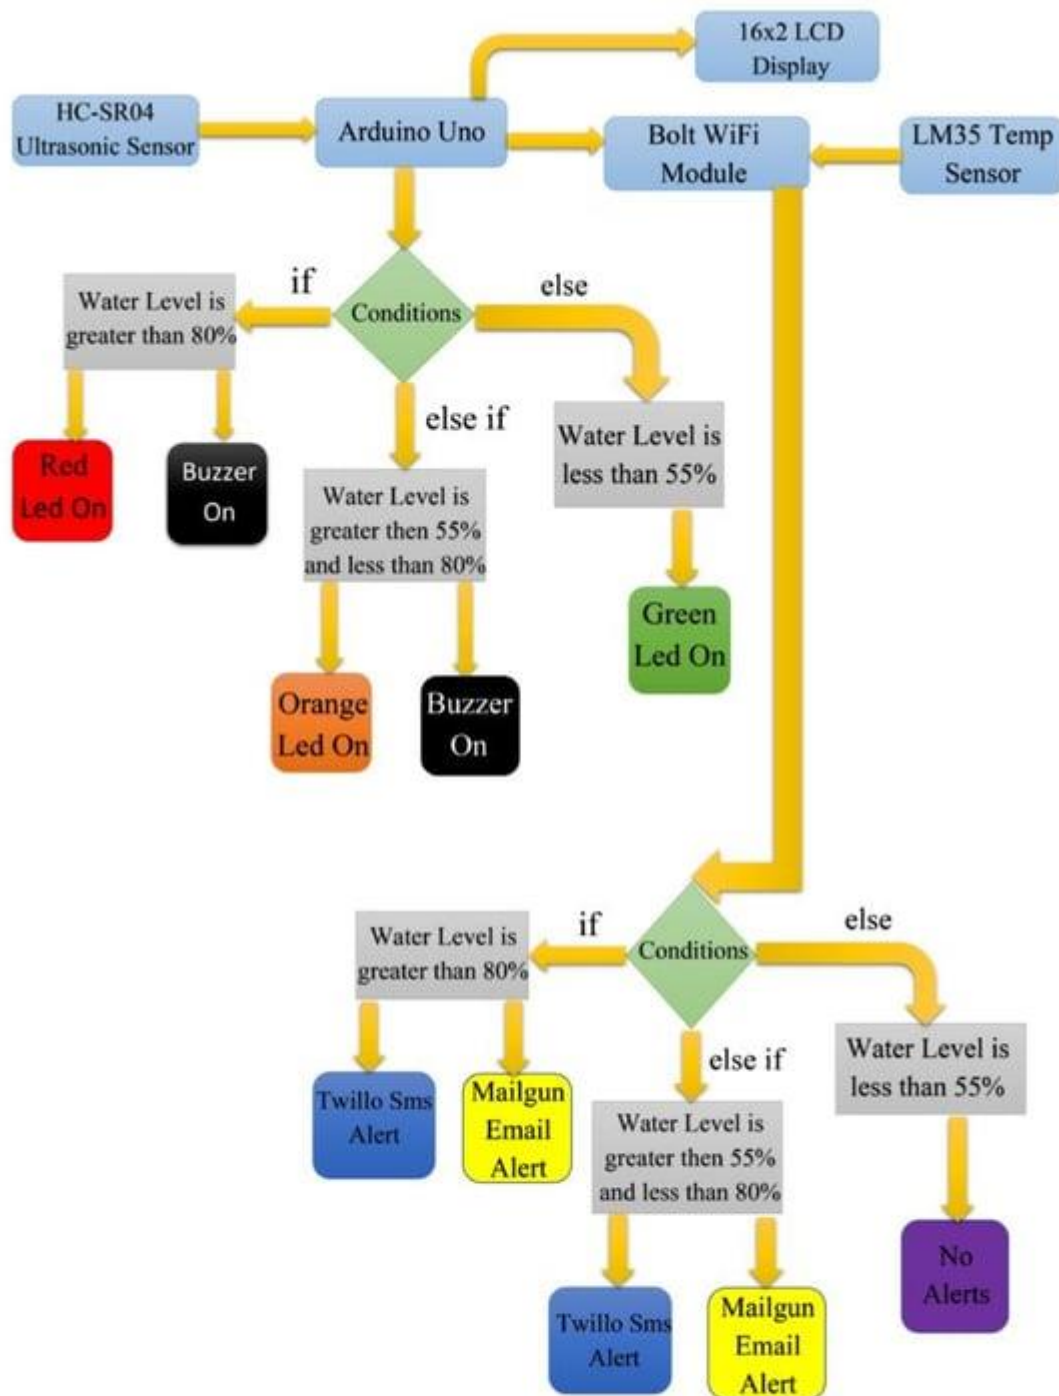 16x2 LCD
Display
HC-SR04
Ultrasonic Sensor
Arduino Uno
Bolt WiFi
Module
LM35 Temp
Sensor
if
Water Level is
greater than 80%
Conditions
else
else if
Water Level is
less than 55%
Red
Led On
Buzzer
On
Water Level is
greater then 55%
and less than 80%
Green
Led On
Orange
Led On
Buzzer
On
if
Water Level is
greater than 80%
Conditions
else
else if
Water Level is
less than 55%
Twillo Sms
Alert
Mailgun
Email
Alert
Water Level is
greater then 55%
and less than 80%
No
Alerts
Twillo Sms
Alert
Mailgun
Email
Alert